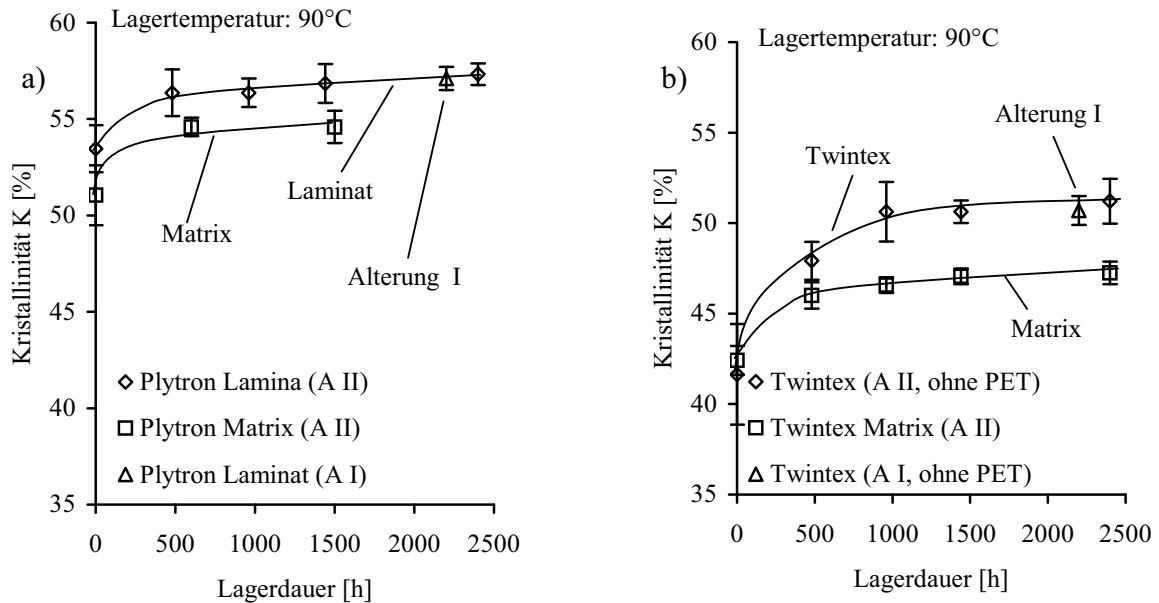 Lagertemperatur: 90°C
a)
60
55
50
45
40
35
Kristallinität K [%]
Laminat
Matrix
Alterung I
Plytron Lamina (A II)
Plytron Matrix (A II)
Plytron Laminat (A I)
0 500 1000 1500 2000 2500
Lagerdauer [h]
Lagertemperatur: 90°C
b)
60
55
50
45
40
35
Kristallinität K [%]
Alterung I
Twintex
Matrix
Twintex (A II, ohne PET)
Twintex Matrix (A II)
Twintex (A I, ohne PET)
0 500 1000 1500 2000 2500
Lagerdauer [h]